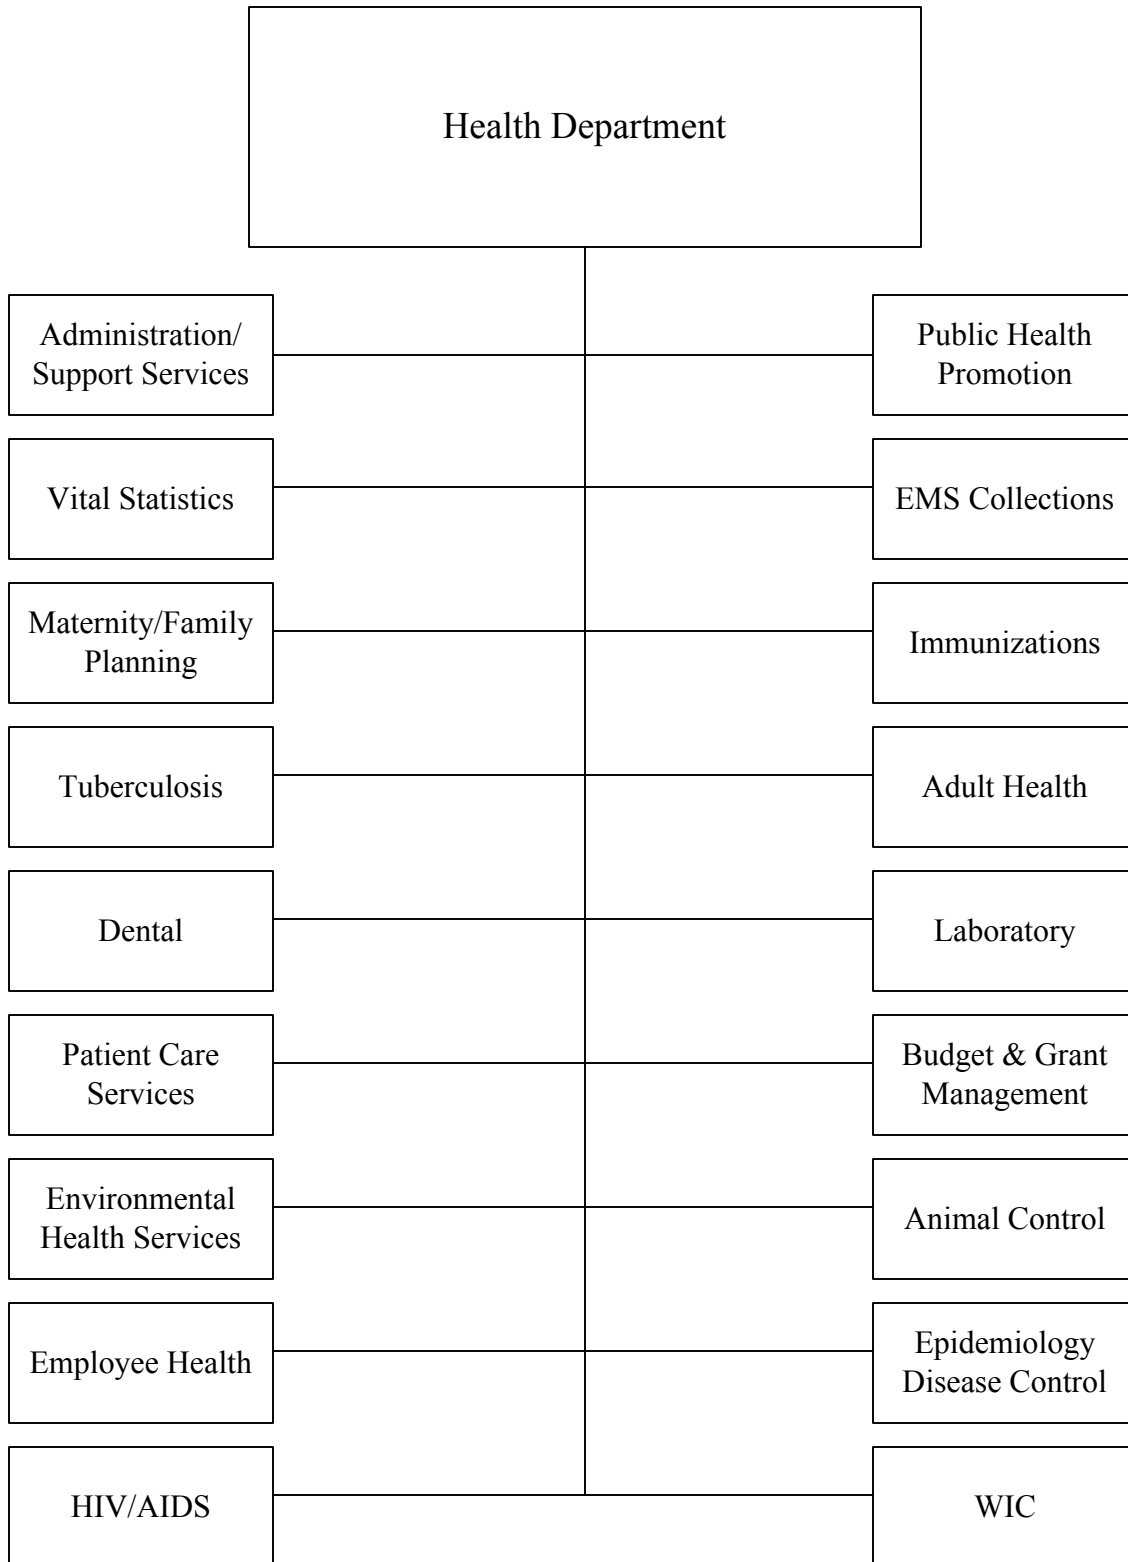 Health Department
Administration/
Support Services
Public Health
Promotion
Vital Statistics
EMS Collections
Maternity/Family
Planning
Immunizations
Tuberculosis
Adult Health
Dental
Laboratory
Patient Care
Services
Budget & Grant
Management
Environmental
Health Services
Animal Control
Employee Health
Epidemiology
Disease Control
HIV/AIDS
WIC